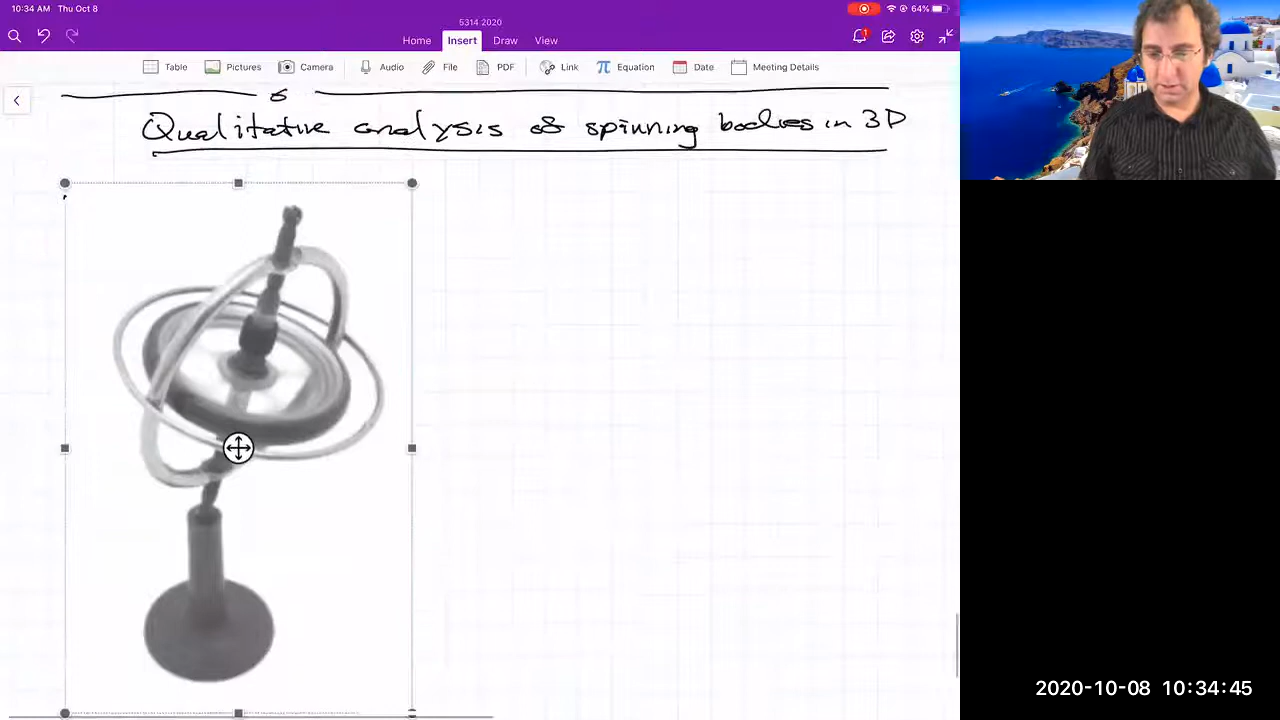 10:34 AM Thu Oct 8
64%
5314 2020
Home Insert Draw View
1
Table Pictures Camera Audio File PDF Link π Equation Date Meeting Details
Qualitative analysis of spinning bodies in 3D
2020-10-08 10:34:45